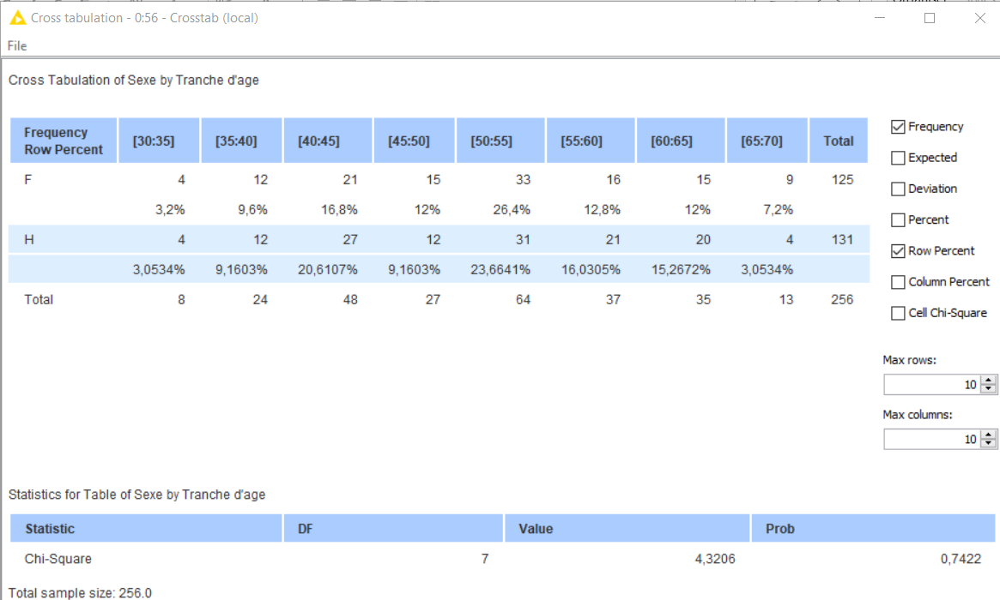 Cross tabulation - 0:56 - Crosstab (local)
File
Cross Tabulation of Sexe by Tranche d'age
Frequency Row Percent [30:35] [35:40] [40:45] [45:50] [50:55] [55:60] [60:65] [65:70] Total
F 4 12 21 15 33 16 15 9 125
3,2% 9,6% 16,8% 12% 26,4% 12,8% 12% 7,2%
H 4 12 27 12 31 21 20 4 131
3,0534% 9,1603% 20,6107% 9,1603% 23,6641% 16,0305% 15,2672% 3,0534%
Total 8 24 48 27 64 37 35 13 256
Frequency
Expected
Deviation
Percent
Row Percent
Column Percent
Cell Chi-Square
Max rows:
10
Max columns:
10
Statistics for Table of Sexe by Tranche d'age
Statistic DF Value Prob
Chi-Square 7 4,3206 0,7422
Total sample size: 256.0